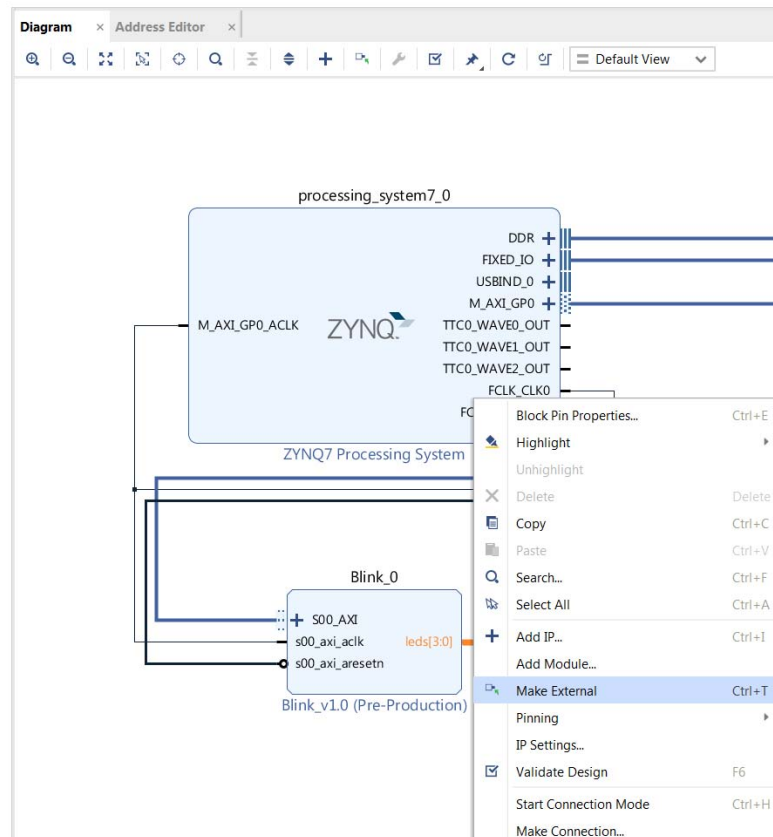 Diagram × Address Editor ×
Default View
processing_system7_0
DDR
FIXED_IO
USBIND_0
M_AXI_GP0
M_AXI_GP0_ACLK
ZYNQ
TTC0_WAVE0_OUT
TTC0_WAVE1_OUT
TTC0_WAVE2_OUT
FCLK_CLK0
FC
ZYNQ7 Processing System
Blink_0
S00_AXI
s00_axi_aclk leds[3:0]
s00_axi_aresetn
Blink_v1.0 (Pre-Production)
Block Pin Properties... Ctrl+E
Highlight
Unhighlight
Delete Delete
Copy Ctrl+C
Paste Ctrl+V
Search... Ctrl+F
Select All Ctrl+A
Add IP... Ctrl+I
Add Module...
Make External Ctrl+T
Pinning
IP Settings...
Validate Design F6
Start Connection Mode Ctrl+H
Make Connection...